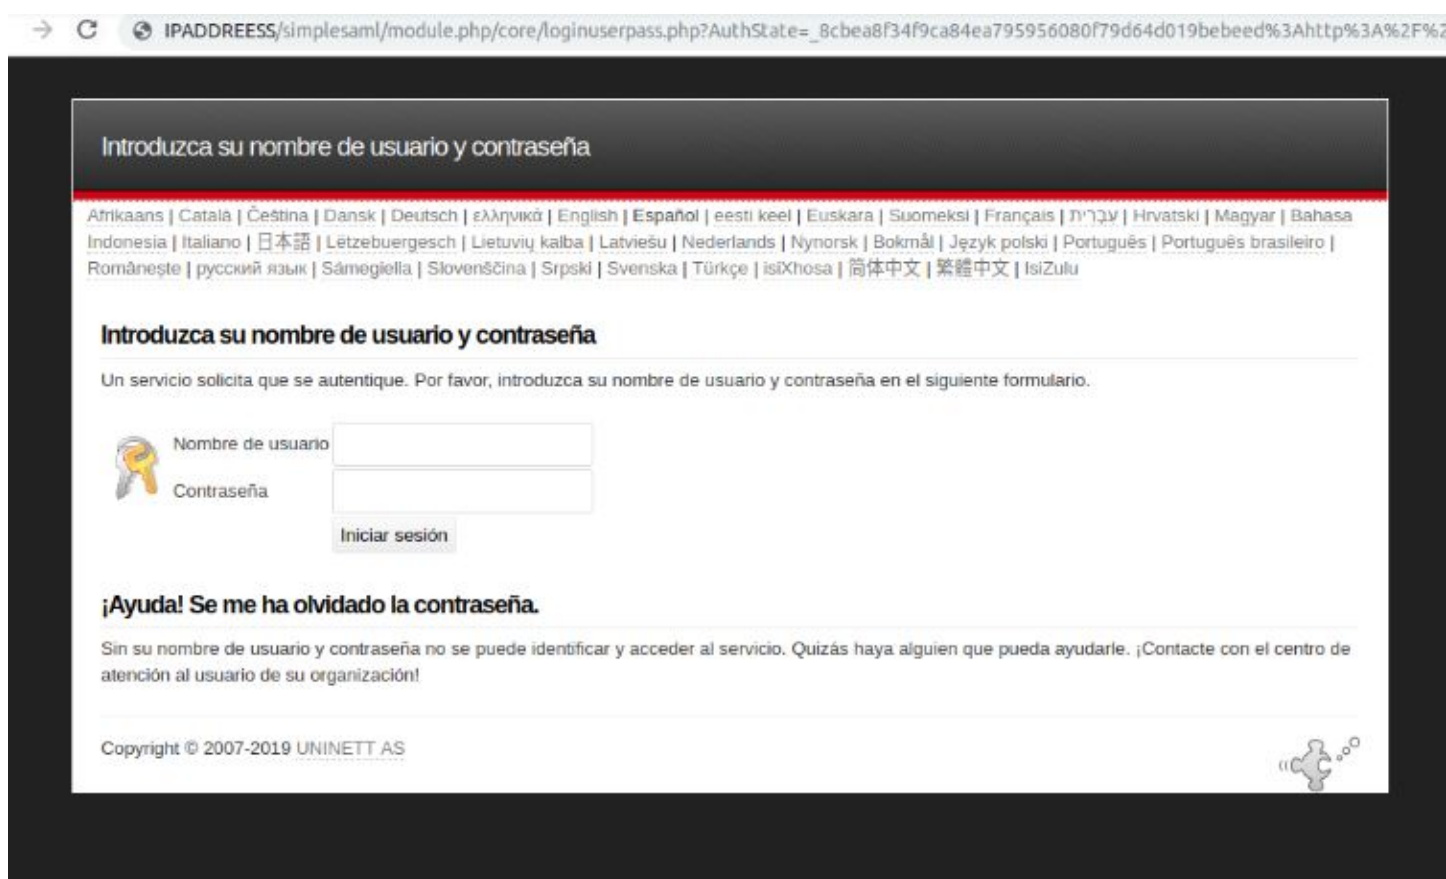 IPADDREESS/simplesaml/module.php/core/loginuserpass.php?AuthState=_8cbea8f34f9ca84ea795956080f79d64d019bebeed%3Ahttp%3A%2F%2
Introduzca su nombre de usuario y contraseña
Afrikaans | Català | Čeština | Dansk | Deutsch | ελληνικά | English | Español | eesti keel | Euskara | Suomeksi | Français | עִבְרִית | Hrvatski | Magyar | Bahasa
Indonesia | Italiano | 日本語 | Lëtzebuergesch | Lietuvių kalba | Latviešu | Nederlands | Nynorsk | Bokmål | Język polski | Português | Português brasileiro |
Românește | русский язык | Sámegiella | Slovenščina | Srpski | Svenska | Türkçe | isiXhosa | 简体中文 | 繁體中文 | IsiZulu
Introduzca su nombre de usuario y contraseña
Un servicio solicita que se autentique. Por favor, introduzca su nombre de usuario y contraseña en el siguiente formulario.
Nombre de usuario
Contraseña
Iniciar sesión
¡Ayuda! Se me ha olvidado la contraseña.
Sin su nombre de usuario y contraseña no se puede identificar y acceder al servicio. Quizás haya alguien que pueda ayudarle. ¡Contacte con el centro de
atención al usuario de su organización!
Copyright © 2007-2019 UNINETT AS